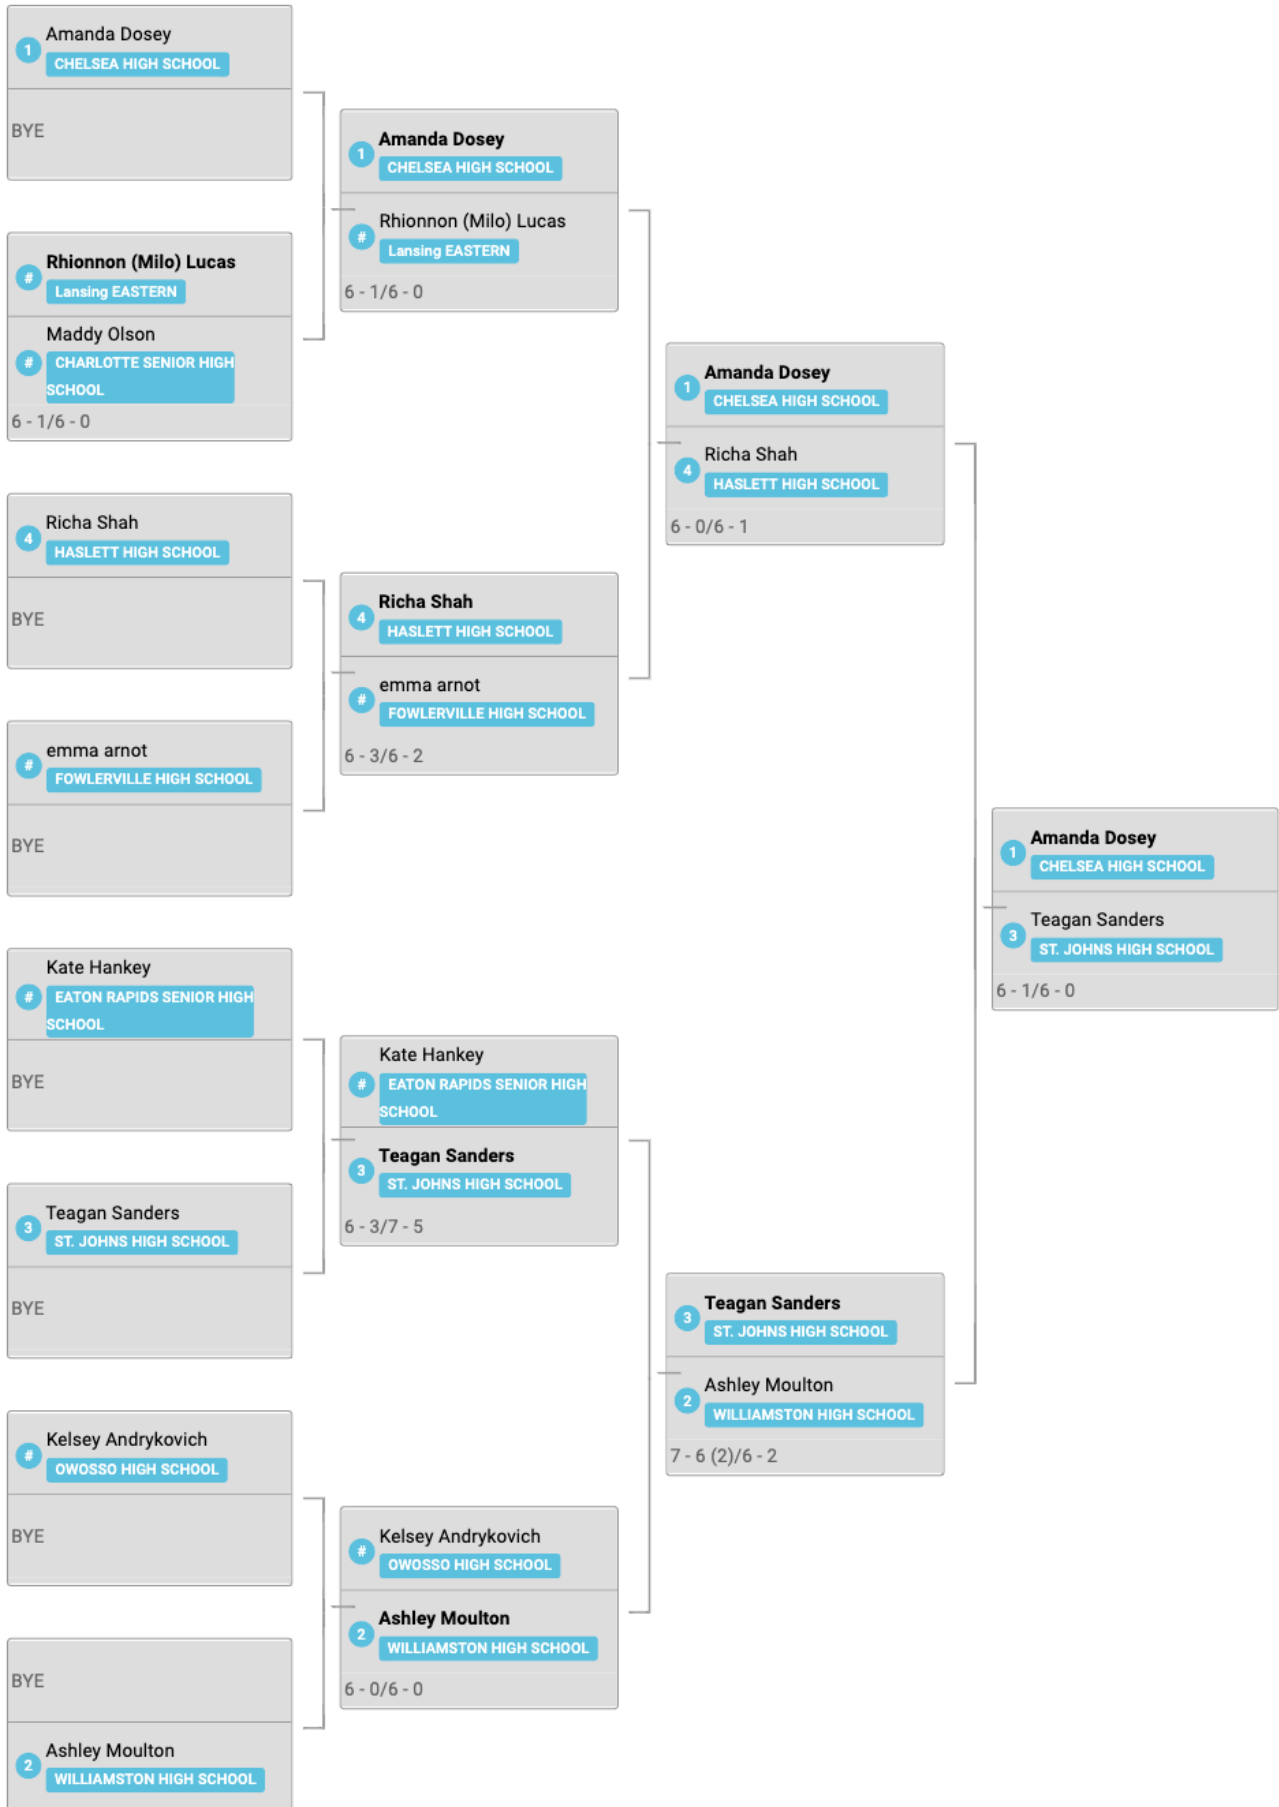 1
Amanda Dosey
CHELSEA HIGH SCHOOL
BYE
#
Rhionnon (Milo) Lucas
Lansing EASTERN
#
Maddy Olson
CHARLOTTE SENIOR HIGH
SCHOOL
6 - 1/6 - 0
4
Richa Shah
HASLETT HIGH SCHOOL
BYE
#
emma arnot
FOWLERVILLE HIGH SCHOOL
BYE
#
Kate Hankey
EATON RAPIDS SENIOR HIGH
SCHOOL
BYE
3
Teagan Sanders
ST. JOHNS HIGH SCHOOL
BYE
#
Kelsey Andrykovich
OWOSSO HIGH SCHOOL
BYE
BYE
2
Ashley Moulton
WILLIAMSTON HIGH SCHOOL
1
Amanda Dosey
CHELSEA HIGH SCHOOL
#
Rhionnon (Milo) Lucas
Lansing EASTERN
6 - 1/6 - 0
4
Richa Shah
HASLETT HIGH SCHOOL
#
emma arnot
FOWLERVILLE HIGH SCHOOL
6 - 3/6 - 2
#
Kate Hankey
EATON RAPIDS SENIOR HIGH
SCHOOL
3
Teagan Sanders
ST. JOHNS HIGH SCHOOL
6 - 3/7 - 5
#
Kelsey Andrykovich
OWOSSO HIGH SCHOOL
2
Ashley Moulton
WILLIAMSTON HIGH SCHOOL
6 - 0/6 - 0
1
Amanda Dosey
CHELSEA HIGH SCHOOL
4
Richa Shah
HASLETT HIGH SCHOOL
6 - 0/6 - 1
3
Teagan Sanders
ST. JOHNS HIGH SCHOOL
2
Ashley Moulton
WILLIAMSTON HIGH SCHOOL
7 - 6 (2)/6 - 2
1
Amanda Dosey
CHELSEA HIGH SCHOOL
3
Teagan Sanders
ST. JOHNS HIGH SCHOOL
6 - 1/6 - 0